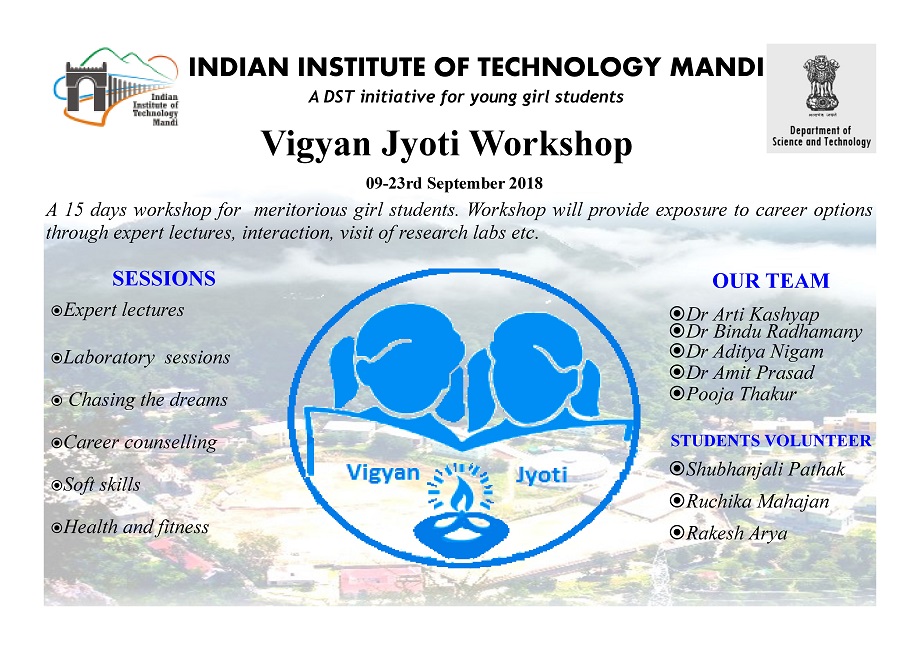 Indian
Institute of
Technology
Mandi
INDIAN INSTITUTE OF TECHNOLOGY MANDI
A DST initiative for young girl students
Vigyan Jyoti Workshop
09-23rd September 2018
Department of
Science and Technology
A 15 days workshop for meritorious girl students. Workshop will provide exposure to career options
through expert lectures, interaction, visit of research labs etc.
SESSIONS
Expert lectures
Laboratory sessions
Chasing the dreams
Career counselling
Soft skills
Health and fitness
Vigyan Jyoti
OUR TEAM
Dr Arti Kashyap
Dr Bindu Radhamany
Dr Aditya Nigam
Dr Amit Prasad
Pooja Thakur
STUDENTS VOLUNTEER
Shubhanjali Pathak
Ruchika Mahajan
Rakesh Arya